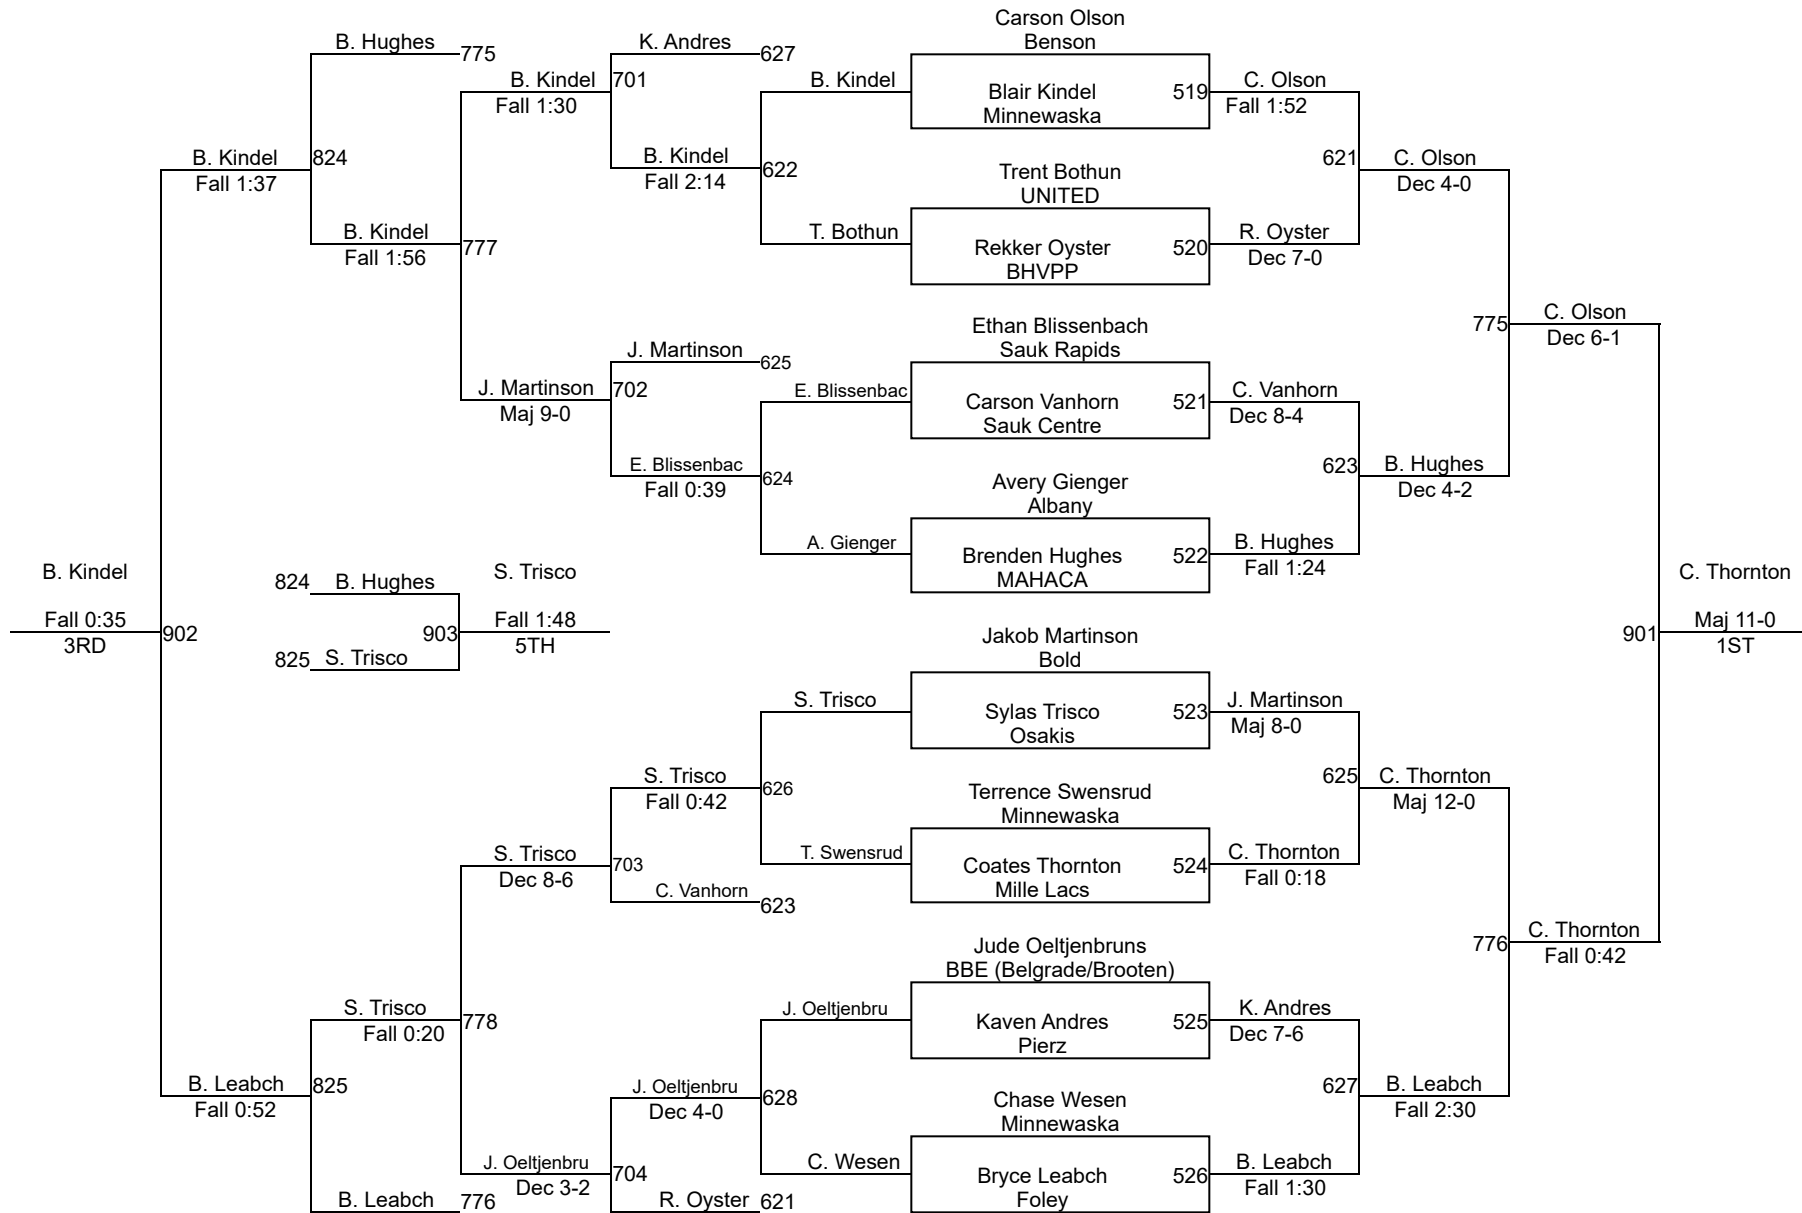 Carson Olson
B. Hughes
775
K. Andres
627
Benson
B. Kindel
701
B. Kindel
C. Olson
Fall 1:30
Blair Kindel
519
Fall 1:52
Minnewaska
B. Kindel
824
B. Kindel
621
C. Olson
Fall 1:37
Fall 2:14
622
Trent Bothun
Dec 4-0
UNITED
B. Kindel
777
T. Bothun
R. Oyster
Fall 1:56
Rekker Oyster
520
Dec 7-0
BHVPP
Ethan Blissenbach
775
C. Olson
J. Martinson
625
Sauk Rapids
Dec 6-1
J. Martinson
702
E. Blissenbac
C. Vanhorn
Maj 9-0
Carson Vanhorn
521
Dec 8-4
Sauk Centre
E. Blissenbac
624
623
B. Hughes
Fall 0:39
Avery Gienger
Dec 4-2
Albany
A. Gienger
B. Hughes
Brenden Hughes
522
Fall 1:24
MAHACA
B. Kindel
824
B. Hughes
S. Trisco
C. Thornton
Fall 0:35
902
903
Fall 1:48
901
Maj 11-0
3RD
5TH
1ST
825
S. Trisco
Jakob Martinson
Bold
S. Trisco
J. Martinson
Sylas Trisco
523
Maj 8-0
Osakis
S. Trisco
626
625
C. Thornton
Fall 0:42
Terrence Swensrud
Maj 12-0
Minnewaska
S. Trisco
703
T. Swensrud
C. Thornton
Dec 8-6
Coates Thornton
524
Fall 0:18
C. Vanhorn
623
Mille Lacs
776
C. Thornton
Jude Oeltjenbruns
Fall 0:42
BBE (Belgrade/Brooten)
S. Trisco
778
J. Oeltjenbru
K. Andres
Fall 0:20
Kaven Andres
525
Dec 7-6
Pierz
B. Leabch
825
J. Oeltjenbru
628
627
B. Leabch
Fall 0:52
Dec 4-0
Chase Wesen
Fall 2:30
Minnewaska
J. Oeltjenbru
704
C. Wesen
B. Leabch
Dec 3-2
Bryce Leabch
526
Fall 1:30
B. Leabch
776
R. Oyster
621
Foley